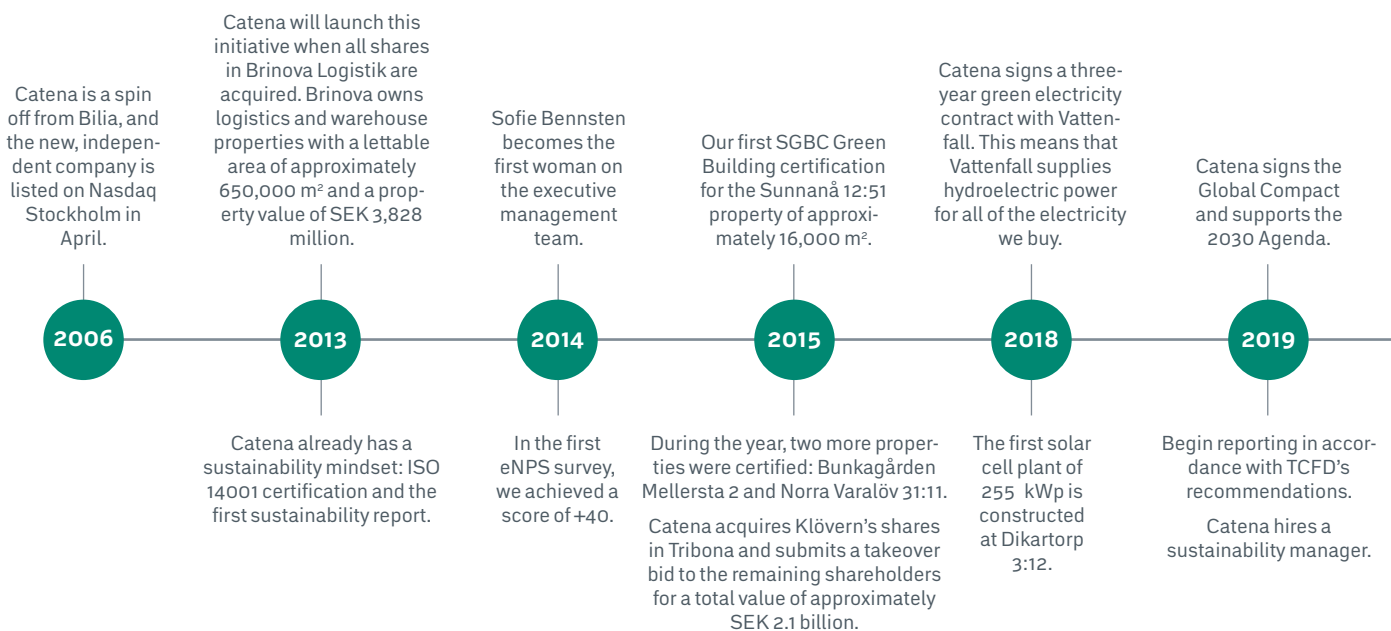 Catena is a spin
off from Bilia, and
the new, indepen-
dent company is
listed on Nasdaq
Stockholm in
April.
Catena will launch this
initiative when all shares
in Brinova Logistik are
acquired. Brinova owns
logistics and warehouse
properties with a lettable
area of approximately
650,000 m² and a prop-
erty value of SEK 3,828
million.
Sofie Bennsten
becomes the
first woman on
the executive
management
team.
Our first SGBC Green
Building certification
for the Sunnanå 12:51
property of approxi-
mately 16,000 m².
Catena signs a three-
year green electricity
contract with Vatten-
fall. This means that
Vattenfall supplies
hydroelectric power
for all of the electricity
we buy.
Catena signs the
Global Compact
and supports the
2030 Agenda.
2006
2013
2014
2015
2018
2019
Catena already has a
sustainability mindset: ISO
14001 certification and the
first sustainability report.
In the first
eNPS survey,
we achieved a
score of +40.
During the year, two more proper-
ties were certified: Bunkagården
Mellersta 2 and Norra Varalöv 31:11.
Catena acquires Klövern's shares
in Tribona and submits a takeover
bid to the remaining shareholders
for a total value of approximately
SEK 2.1 billion.
The first solar
cell plant of
255 kWp is
constructed
at Dikartorp
3:12.
Begin reporting in accor-
dance with TCFD's
recommendations.
Catena hires a
sustainability manager.